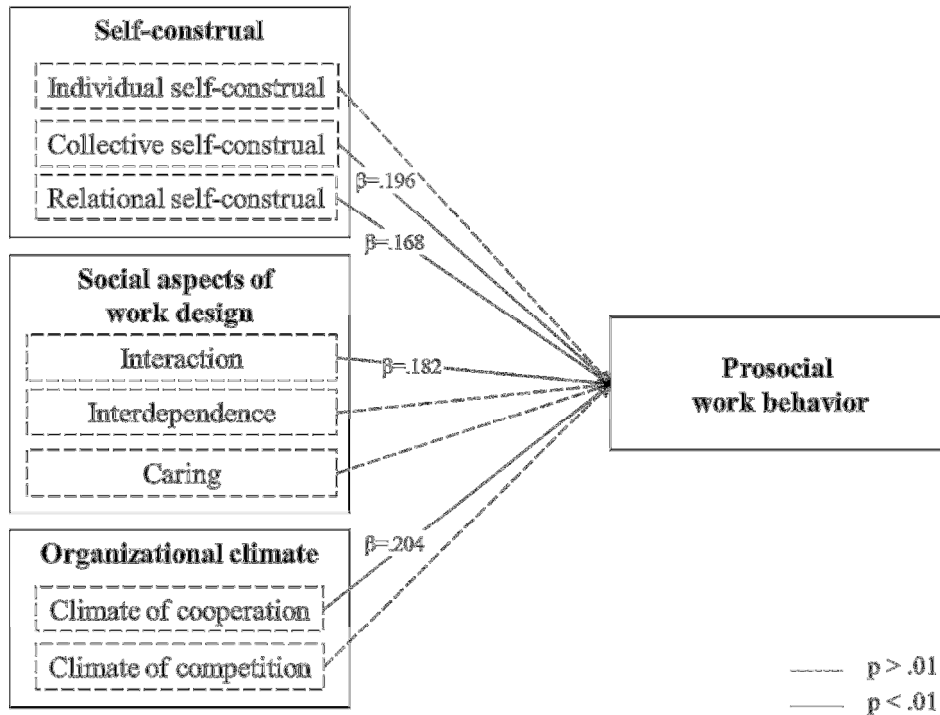 Self-construal
Individual self-construal
Collective self-construal
Relational self-construal
β=.196
β=.168
Social aspects of
work design
Interaction
Interdependence
Caring
β=.182
Organizational climate
Climate of cooperation
Climate of competition
β=.204
Prosocial
work behavior
p > .01
p < .01